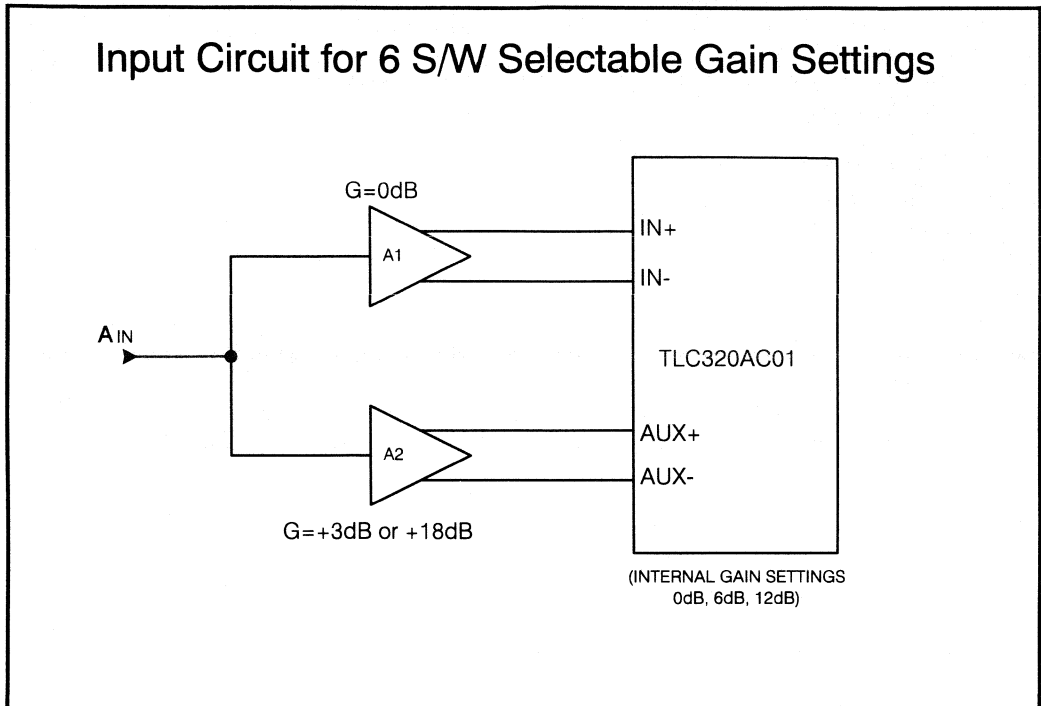 Input Circuit for 6 S/W Selectable Gain Settings
G=0dB
A1
IN+
IN-
A IN
TLC320AC01
A2
AUX+
AUX-
G=+3dB or +18dB
(INTERNAL GAIN SETTINGS
0dB, 6dB, 12dB)